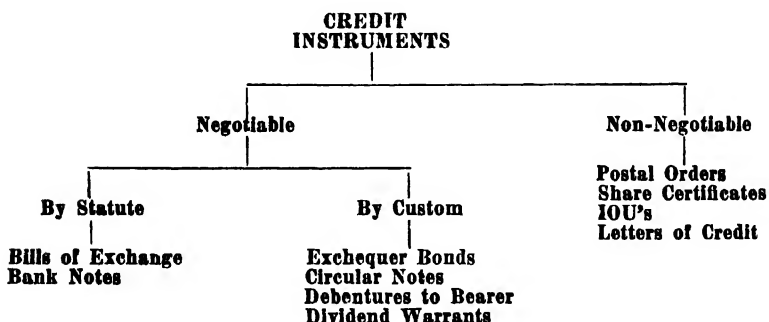 CREDIT
INSTRUMENTS
Negotiable
Non-Negotiable
Postal Orders
Share Certificates
IOU's
Letters of Credit
By Statute
By Custom
Bills of Exchange
Bank Notes
Exchequer Bonds
Circular Notes
Debentures to Bearer
Dividend Warrants